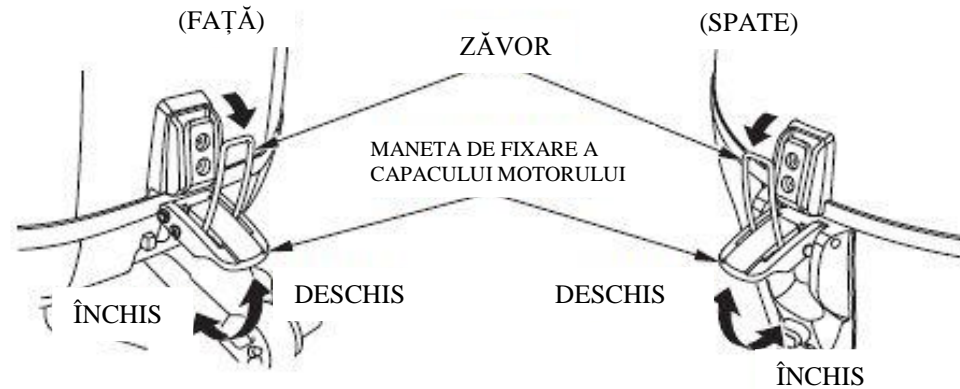 (FAȚĂ)
(SPATE)
ZĂVOR
MANETA DE FIXARE A
CAPACULUI MOTORULUI
DESCHIS
DESCHIS
ÎNCHIS
ÎNCHIS